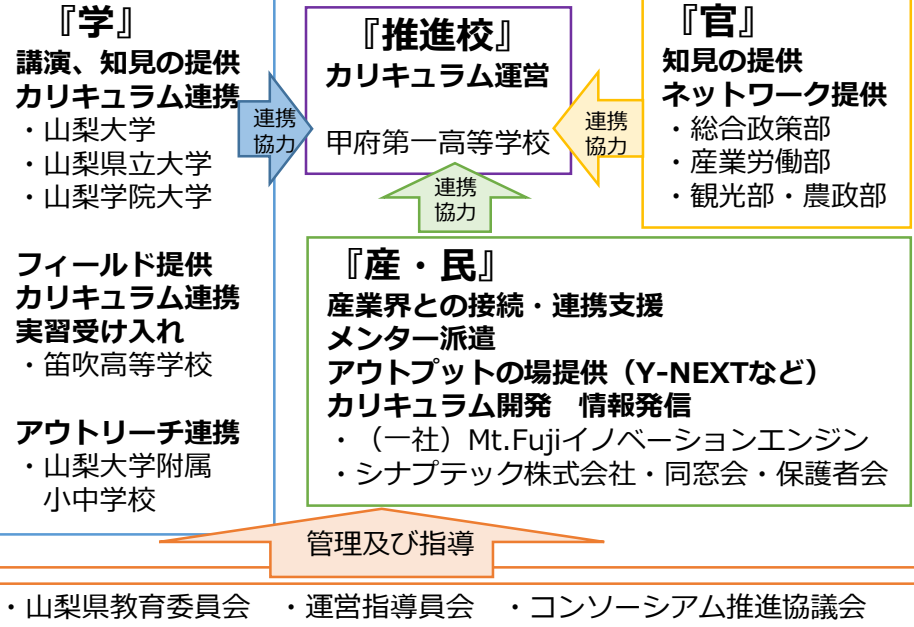 『学』
講演、知見の提供
カリキュラム連携
・山梨大学
・山梨県立大学
・山梨学院大学
フィールド提供
カリキュラム連携
実習受け入れ
・笛吹高等学校
アウトリーチ連携
・山梨大学附属
小中学校
連携
協力
『推進校』
カリキュラム運営
甲府第一高等学校
連携
協力
『官』
知見の提供
ネットワーク提供
・総合政策部
・産業労働部
・観光部・農政部
連携
協力
『産・民』
産業界との接続・連携支援
メンター派遣
アウトプットの場提供（Y-NEXTなど）
カリキュラム開発　情報発信
・（一社）Mt.Fujiイノベーションエンジン
・シナプテック株式会社・同窓会・保護者会
管理及び指導
・山梨県教育委員会　・運営指導員会　・コンソーシアム推進協議会